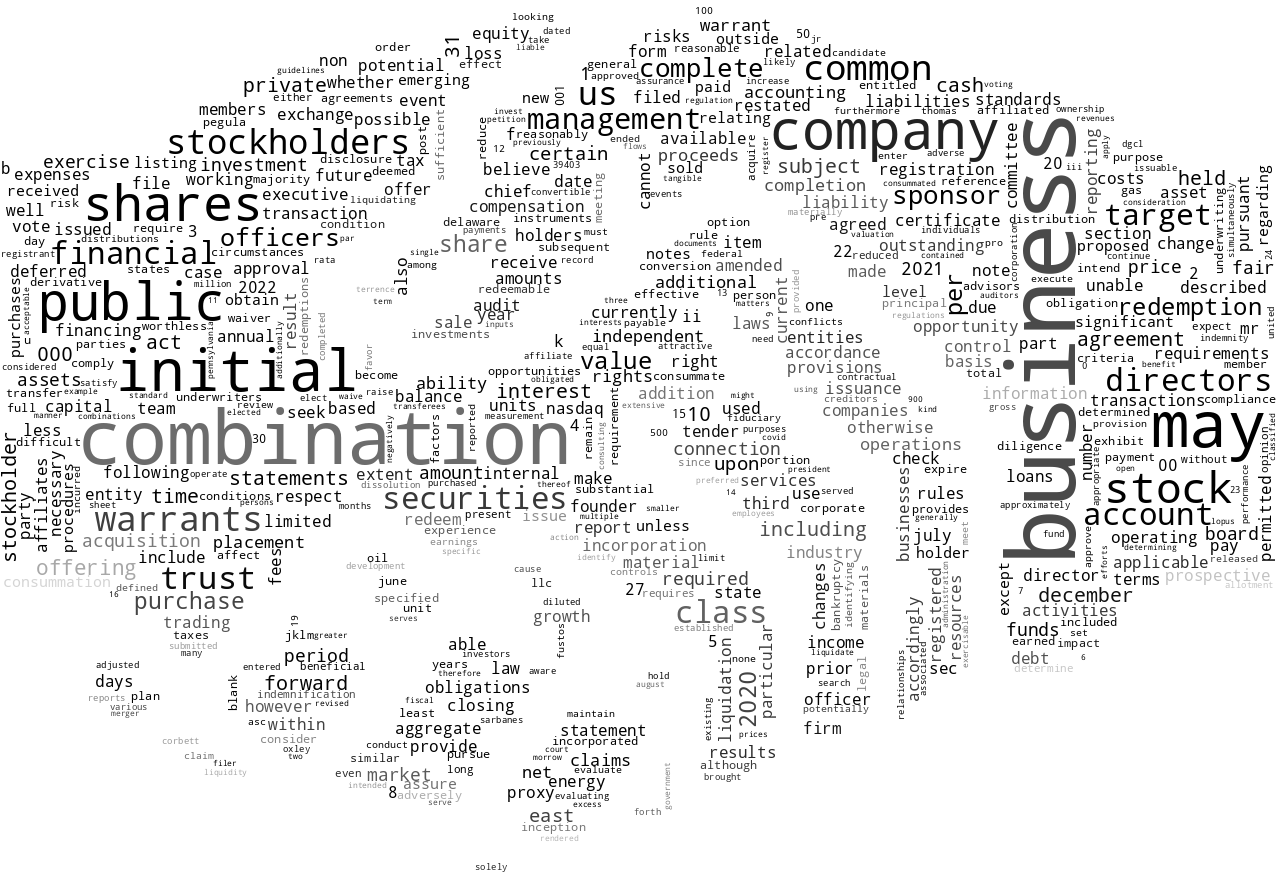 looking
100
equity
dated
take
warrant
31
order
liable
risks
outside
50
jr
non
loss
form
reasonable
related
candidate
guidelines
potential
effect
general
complete
likely
common
private
whether
emerging
1
approved
assurance
increase
entitled
cash
voting
either
agreements
event
new
001
us
filed
paid
regulation
accounting
liabilities
standards
members
exchange
possible
invest
petition
management
relating
restated
furthermore
thomas
affiliated
ownership
revenues
pegula
stockholders
post
sufficient
reduce
12
freasonably
previously
ended
flows
available
acquire
register
company
committee
business
reporting
apply
dgcl
b
exercise
listing
investment
disclosure
tax
certain
believe
39403
cannot
proceeds
sold
tangible
subject
enter
adverse
registration
20
iii
purpose
issuable
expenses
file
working
majority
future
deemed
chief
convertible
date
meeting
revents
completion
consummated
reference
costs
gas
asset
held
received
risk
shares
executive
liquidating
offer
compensation
materially
liability
sponsor
consideration
target
simultaneously
underwriting
pursuant
regarding
well
vote
issued
require
3
transaction
condition
delaware
instruments
option
pre
agreed
certificate
distribution
section
day
distributions
officers
par
payments
holders
must
rule
item
valuation
individuals
corporation
proposed
change
registrant
financial
circumstances
single
share
subsequent
documents
federal
22
reduced
outstanding
pro
continue
24
deferred
states
case
approval
rata
also
among
receive
record
notes
conversion
amended
made
contained
2021
note
intend
price
2
fair
derivative
million
2022
terrence
amounts
additional
level
per
advisors
auditors
execute
unable
described
purchases
acceptable
public
11
obtain
result
redemptions
term
redeemable
effective
13
person
matters
current
provided
one
principal
regulations
due
obligation
redemption
united
financing
worthless
waiver
completed
audit
year
inputs
three
currently
ii
laws
9
conflicts
opportunity
part
significant
expect
mr
indemnity
000
parties
act
pennsylvania
annual
additionally
favor
sale
investments
k
interests
payable
independent
need
entities
control
agreement
considered
comply
initial
become
affiliate
equal
attractive
accordance
basis
criteria
benefit
requirements
member
assets
satisfy
opportunities
value
right
provisions
contractual
total
0
transfer
example
standard
elect
waive
raise
ability
obligated
rights
consummate
issuance
information
directors
full
capital
manner
team
combinations
underwriters
review
elected
seek
based
transferees
balance
interest
units
measurement
nasdaq
addition
extensive
might
using
creditors
900
companies
kind
gross
transactions
compliance
less
difficult
combination
30
negatively
factors
reported
4
remain
consulting
requirement
15
10
used
fiduciary
tender
purposes
covid
otherwise
operations
diligence
number
determined
provision
exhibit
may
classified
stockholder
party
affiliates
necessary
procedures
incurred
following
operate
statements
extent
dissolution
amount
purchased
internal
thereof
make
500
connection
since
upon
portion
president
check
expire
loans
appropriate
payment
open
00
without
opinion
permitted
entity
sheet
time
conditions
persons
respect
months
securities
substantial
founder
smaller
preferred
services
14
use
served
corporate
businesses
rules
provides
approximately
stock
23
performance
warrants
limited
redeem
present
issue
multiple
report
unless
third
employees
generally
meet
fund
account
lopus
acquisition
placement
experience
earnings
action
incorporation
including
july
approve
operating
determining
board
include
affect
fees
specific
identify
material
limit
industry
holder
efforts
pay
released
offering
oil
development
cause
controls
bankruptcy
identifying
materials
except
director
applicable
consummation
defined
16
trust
june
llc
27
requires
required
state
changes
registered
administration
resources
7
terms
prospective
allotment
purchase
specified
unit
serves
diluted
growth
class
established
december
activities
trading
19
fustos
5
particular
accordingly
associated
exercisable
funds
included
set
taxes
submitted
many
jklm
greater
able
investors
liquidation
none
income
liquidate
legal
sec
earned
impact
adjusted
period
entered
beneficial
years
therefore
law
aware
hold
august
2020
prior
search
relationships
debt
6
determine
days
reports
plan
various
merger
blank
forward
indemnification
however
revised
obligations
fiscal
closing
existing
prices
officer
potentially
asc
within
least
sarbanes
maintain
firm
corbett
consider
oxley
two
aggregate
statement
incorporated
claim
filer
liquidity
conduct
provide
pursue
court
morrow
claims
results
similar
even
intended
market
assure
long
net
evaluate
government
although
brought
8
adversely
serve
energy
proxy
evaluating
excess
east
forth
inception
rendered
solely